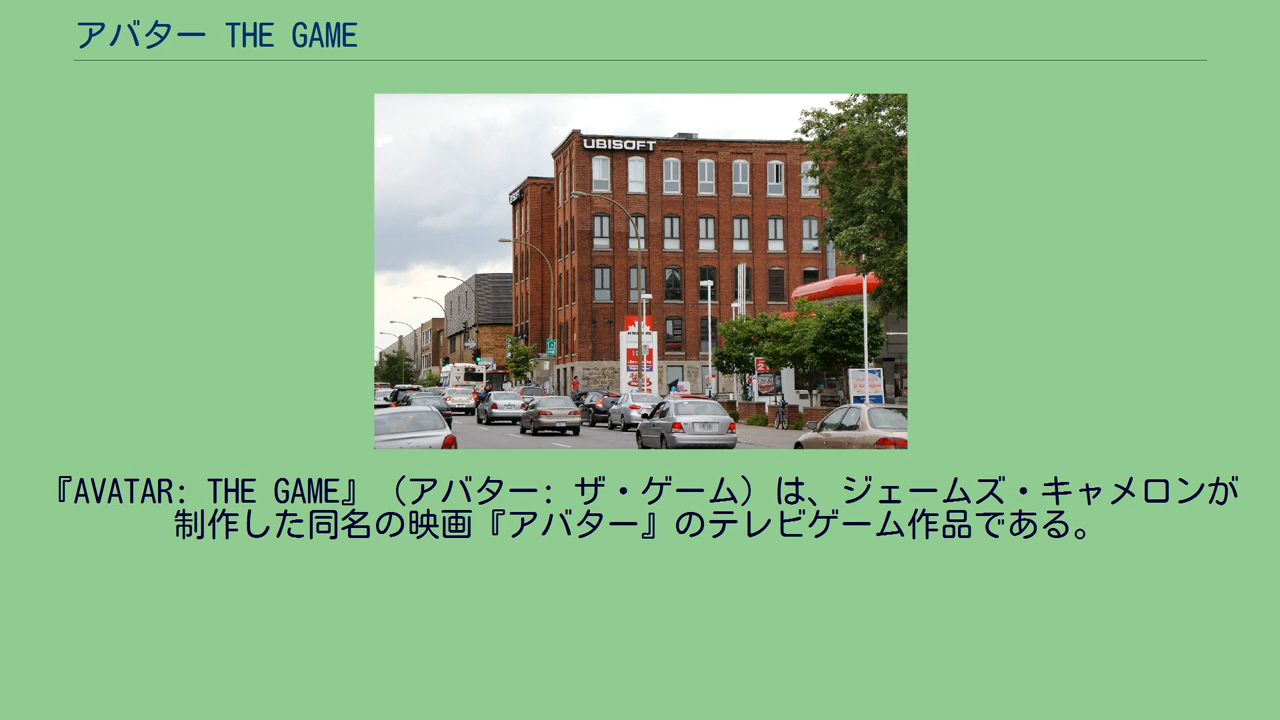 アバター THE GAME
UBISOFT
『AVATAR: THE GAME』（アバター: ザ・ゲーム）は、ジェームズ・キャメロンが
制作した同名の映画『アバター』のテレビゲーム作品である。